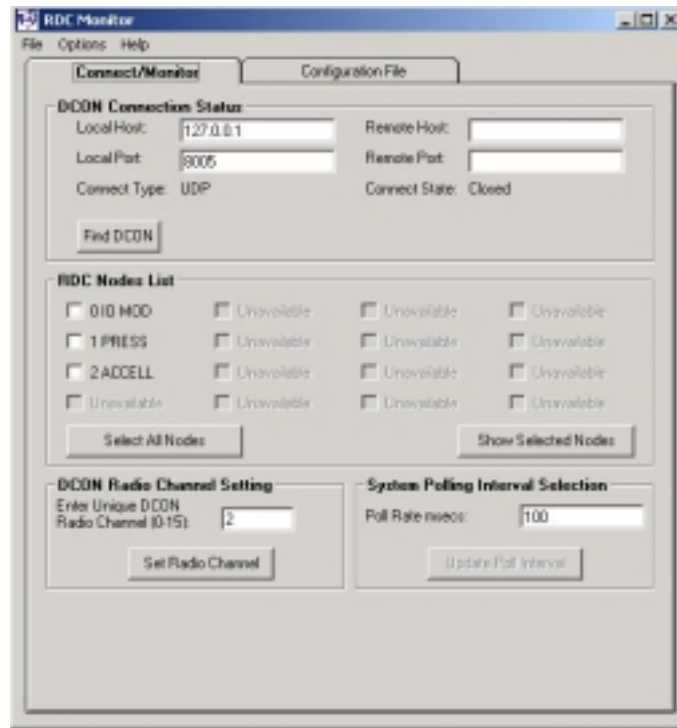 RDC Monitor
File Options Help
Connect/Monitor Configuration File
DCON Connection Status
Local Host: 127.0.0.1 Remote Host:
Local Port: 8005 Remote Port:
Connect Type: UDP Connect State: Closed
Find DCON
RDC Nodes List
0 IO MOD Unavailable Unavailable Unavailable
1 PRESS Unavailable Unavailable Unavailable
2 ACCELL Unavailable Unavailable Unavailable
Unavailable Unavailable Unavailable Unavailable
Select All Nodes Show Selected Nodes
DCON Radio Channel Setting System Polling Interval Selection
Enter Unique DCON
Radio Channel (0-15): 2 Poll Rate msecs: 100
Set Radio Channel Update Poll Interval